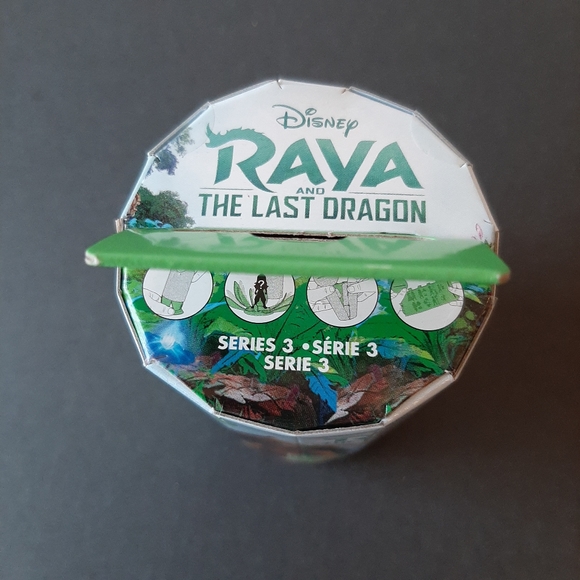 Disney
RAYA
AND
THE LAST DRAGON
?
SERIES 3 • SÉRIE 3
SERIE 3